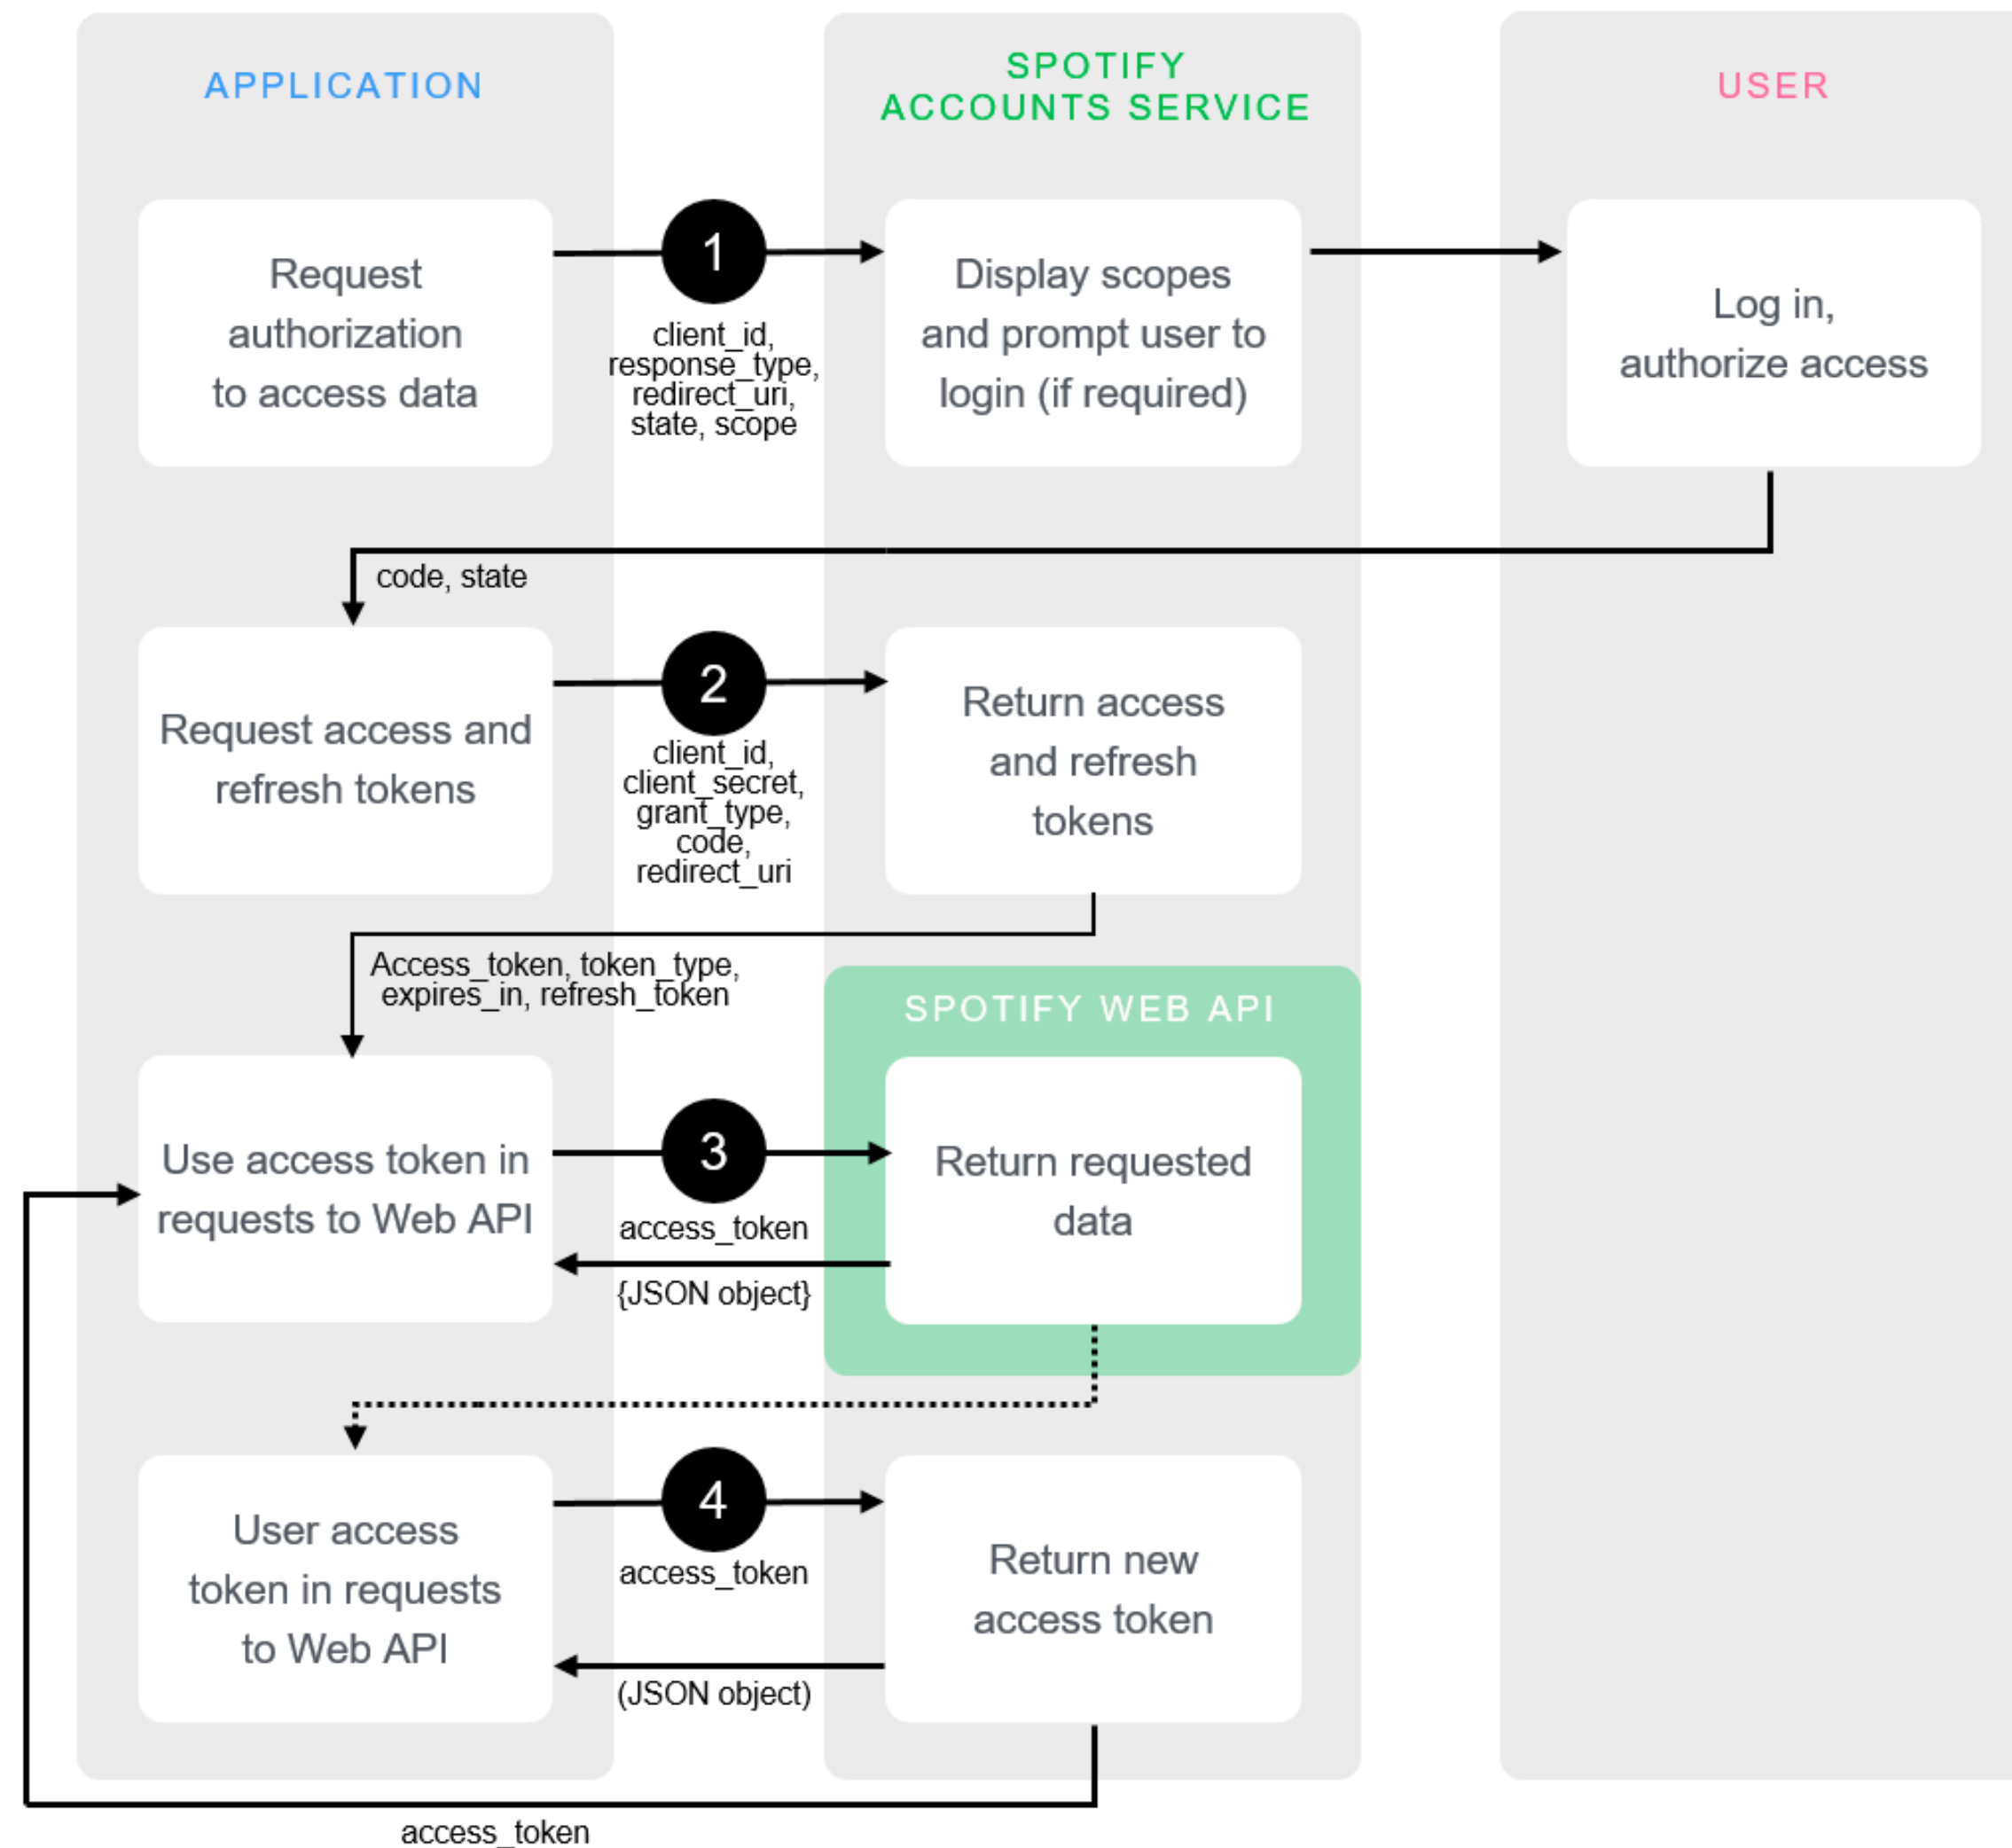 APPLICATION
SPOTIFY
ACCOUNTS SERVICE
USER
Request
authorization
to access data
1
client_id,
response_type,
redirect_uri,
state, scope
Display scopes
and prompt user to
login (if required)
Log in,
authorize access
code, state
Request access and
refresh tokens
2
client_id,
client_secret,
grant_type,
code,
redirect_uri
Return access
and refresh
tokens
Access_token, token_type,
expires_in, refresh_token
SPOTIFY WEB API
Use access token in
requests to Web API
3
access_token
{JSON object}
Return requested
data
User access
token in requests
to Web API
4
access_token
(JSON object)
Return new
access token
access_token